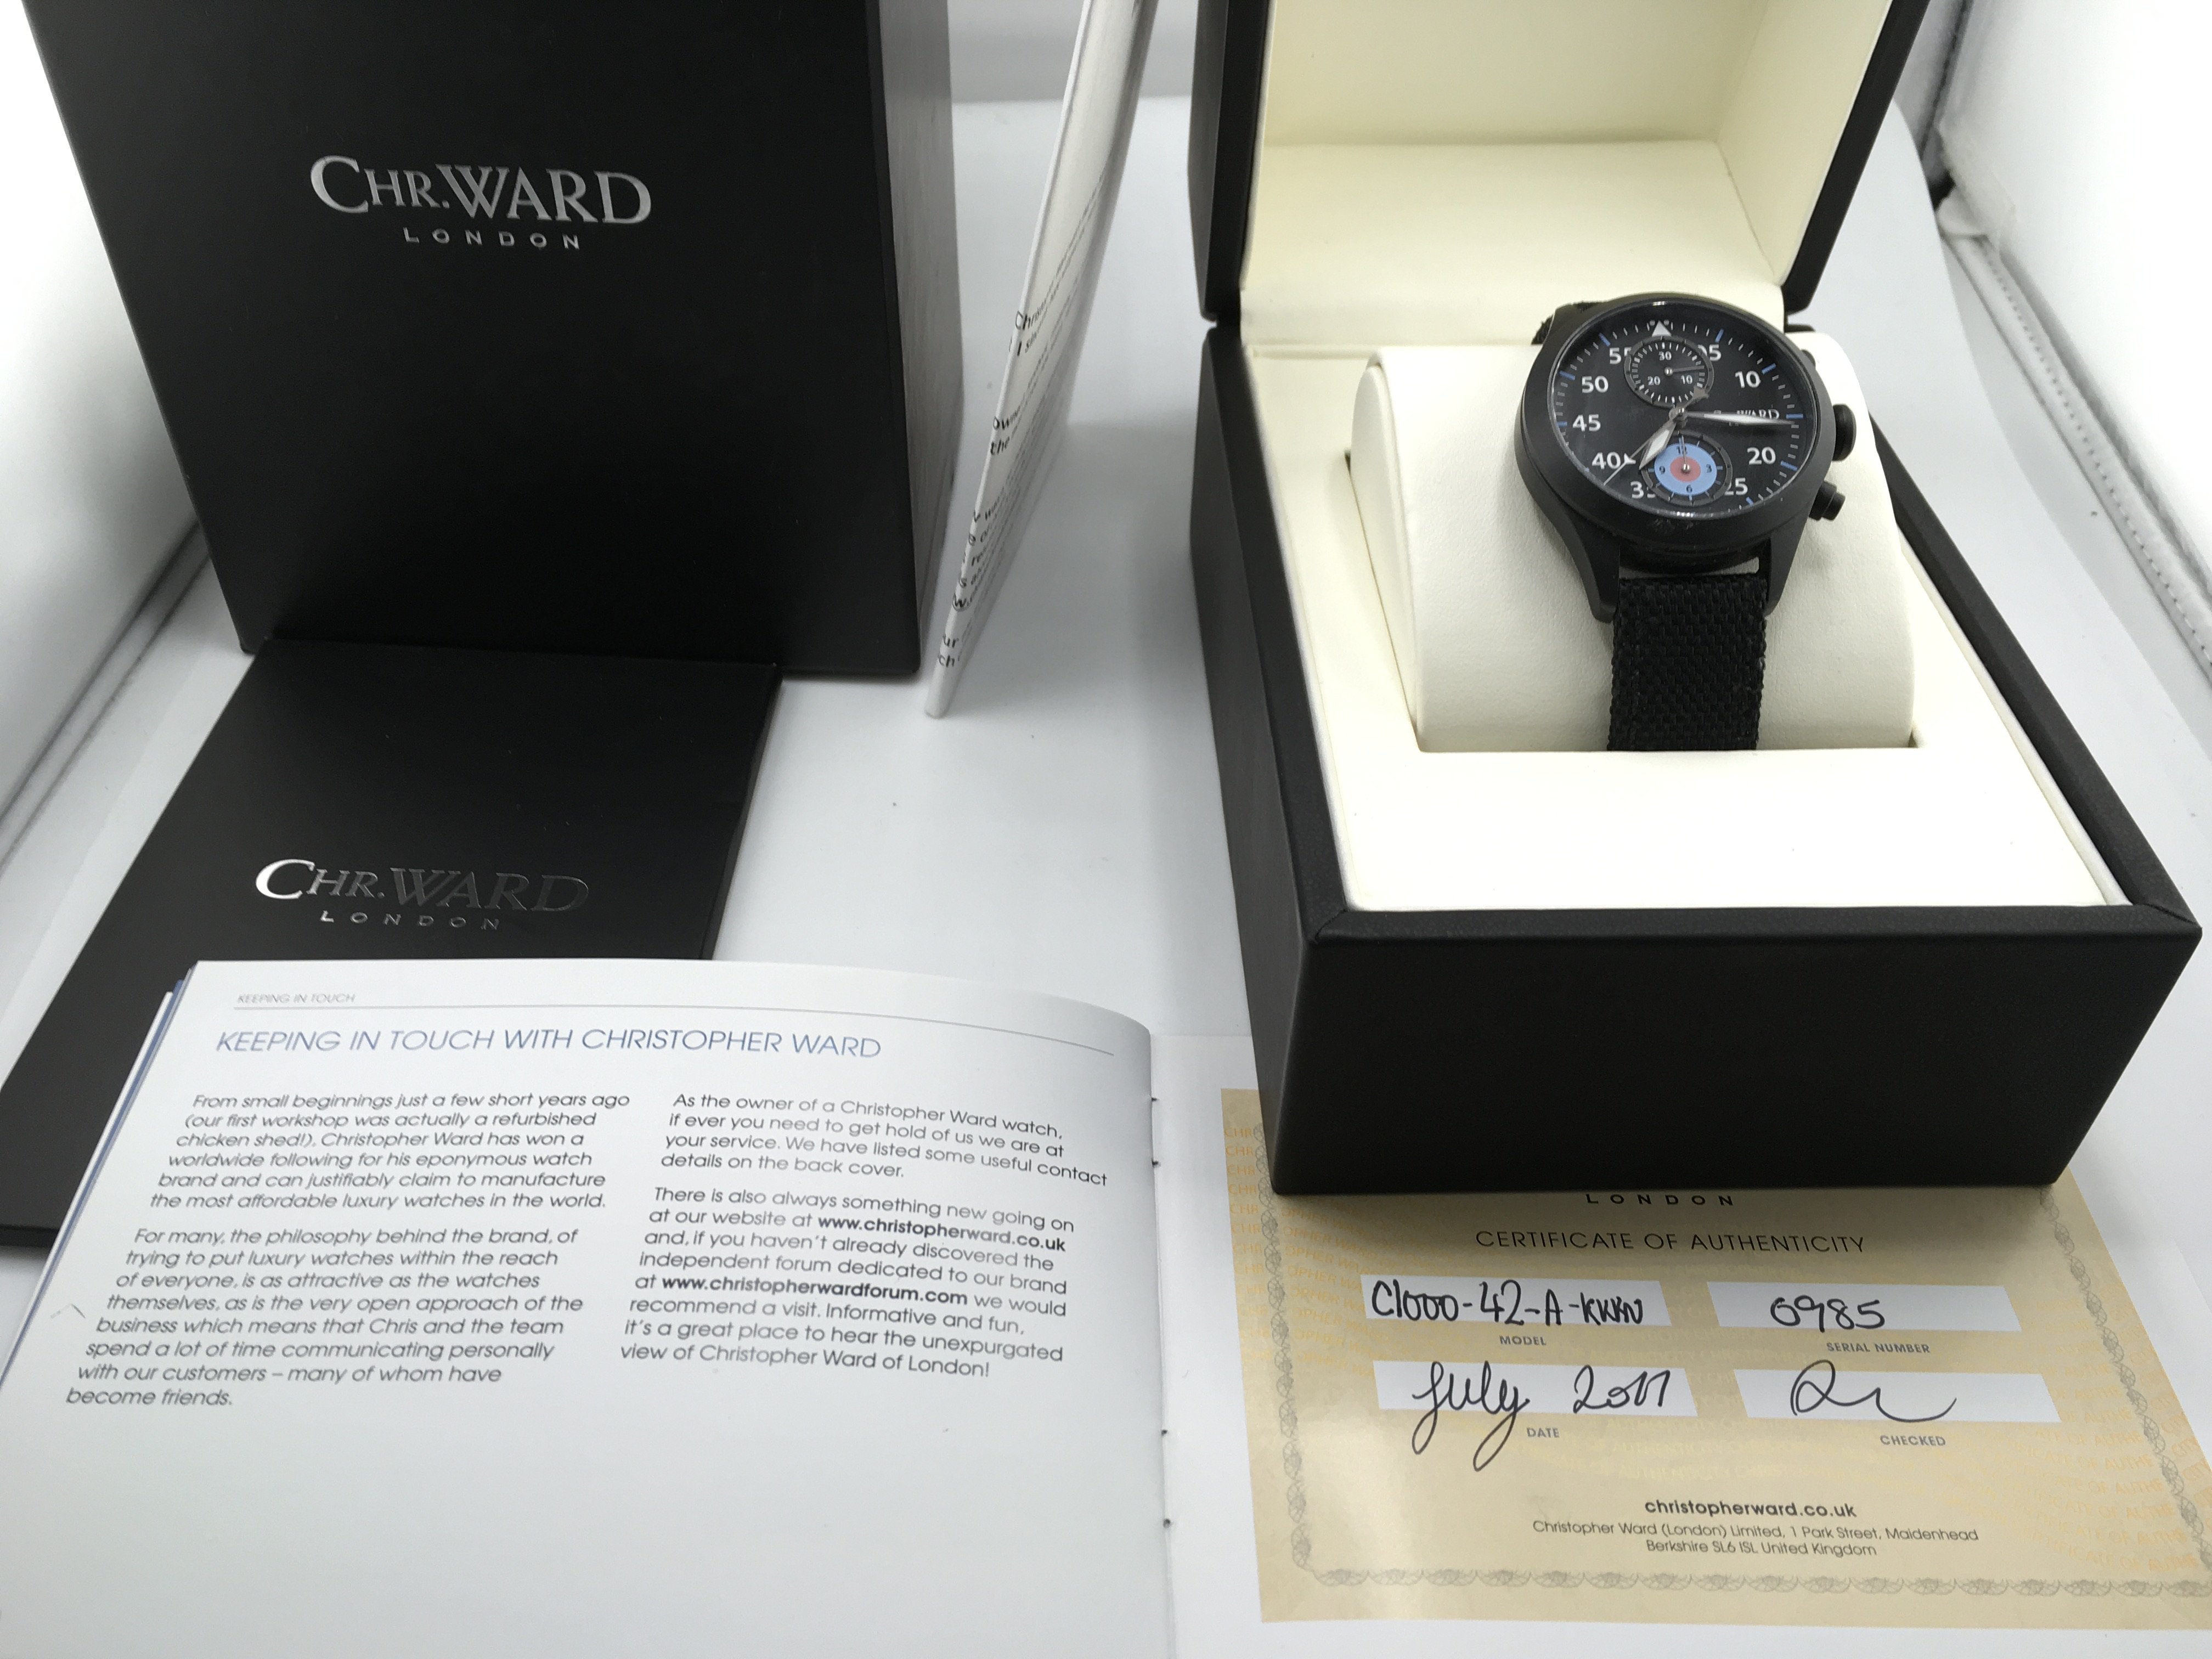 CHR.WARD
LONDON
CHR.WARD
LONDON
KEEPING IN TOUCH
KEEPING IN TOUCH WITH CHRISTOPHER WARD
From small beginnings just a few short years ago
(our first workshop was actually a refurbished
chicken shed!), Christopher Ward has won a
worldwide following for his eponymous watch
brand and can justifiably claim to manufacture
the most affordable luxury watches in the world.
For many, the philosophy behind the brand, of
trying to put luxury watches within the reach
of everyone, is as attractive as the watches
themselves, as is the very open approach of the
business which means that Chris and the team
spend a lot of time communicating personally
with our customers – many of whom have
become friends.
As the owner of a Christopher Ward watch,
if ever you need to get hold of us we are at
your service. We have listed some useful contact
details on the back cover.
There is also always something new going on
at our website at www.christopherward.co.uk
and, if you haven't already discovered the
independent forum dedicated to our brand
at www.christopherwardforum.com we would
recommend a visit. Informative and fun,
it's a great place to hear the unexpurgated
view of Christopher Ward of London!
05
10
20
40
45
50
30
20 10
12
3
6
9
LONDON
CERTIFICATE OF AUTHENTICITY
C1000-42-A-KKKN
0985
MODEL
SERIAL NUMBER
July 2017
DATE
CHECKED
christopherward.co.uk
Christopher Ward (London) Limited, 1 Park Street, Maidenhead
Berkshire SL6 1SL United Kingdom